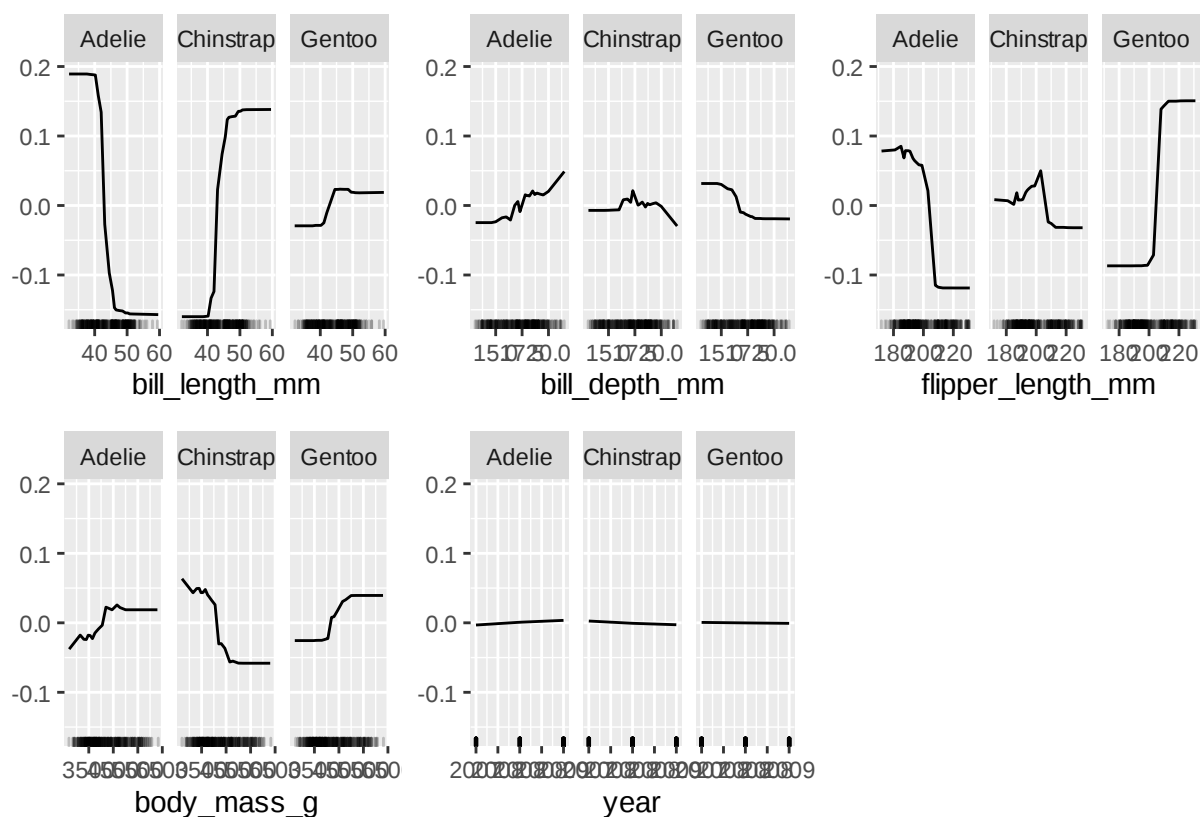 Adelie Chinstrap Gentoo Adelie Chinstrap Gentoo Adelie Chinstrap Gentoo
0.2 0.2 0.2
0.1 0.1 0.1
0.0 0.0 0.0
-0.1 -0.1 -0.1
40 50 60 40 50 60 40 50 60 180 200 220 180 200 220 180 200 220
bill_length_mm bill_depth_mm flipper_length_mm
Adelie Chinstrap Gentoo Adelie Chinstrap Gentoo
0.2 0.2
0.1 0.1
0.0 0.0
-0.1 -0.1
body_mass_g year